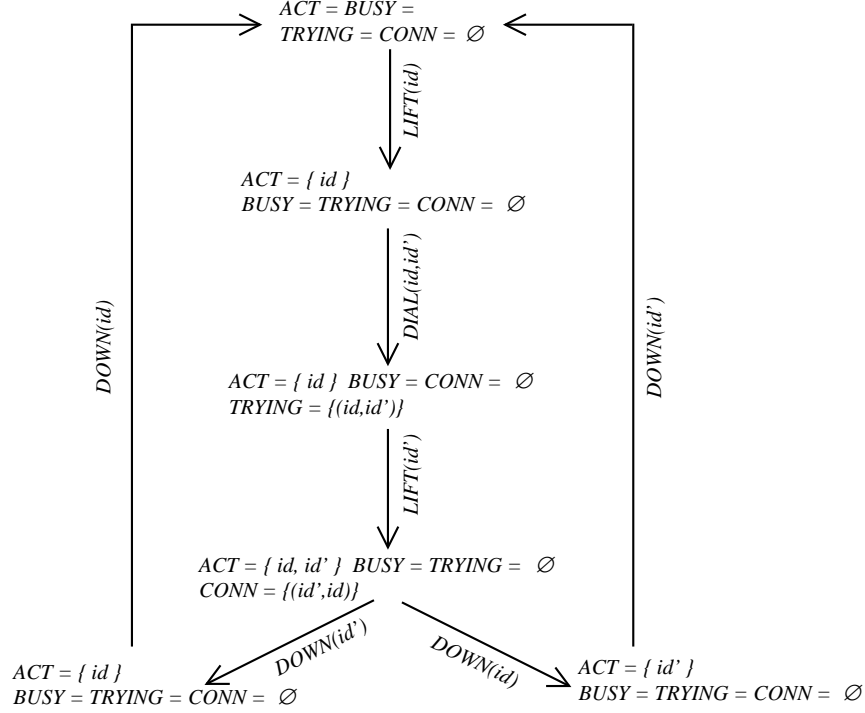 ACT = BUSY =
TRYING = CONN = ∅
LIFT(id)
ACT = { id }
BUSY = TRYING = CONN = ∅
DIAL(id,id’)
DOWN(id)
DOWN(id’)
ACT = { id } BUSY = CONN = ∅
TRYING = {(id,id’)}
LIFT(id’)
ACT = { id, id’ } BUSY = TRYING = ∅
CONN = {(id’,id)}
DOWN(id’)
DOWN(id)
ACT = { id }
BUSY = TRYING = CONN = ∅
ACT = { id’ }
BUSY = TRYING = CONN = ∅